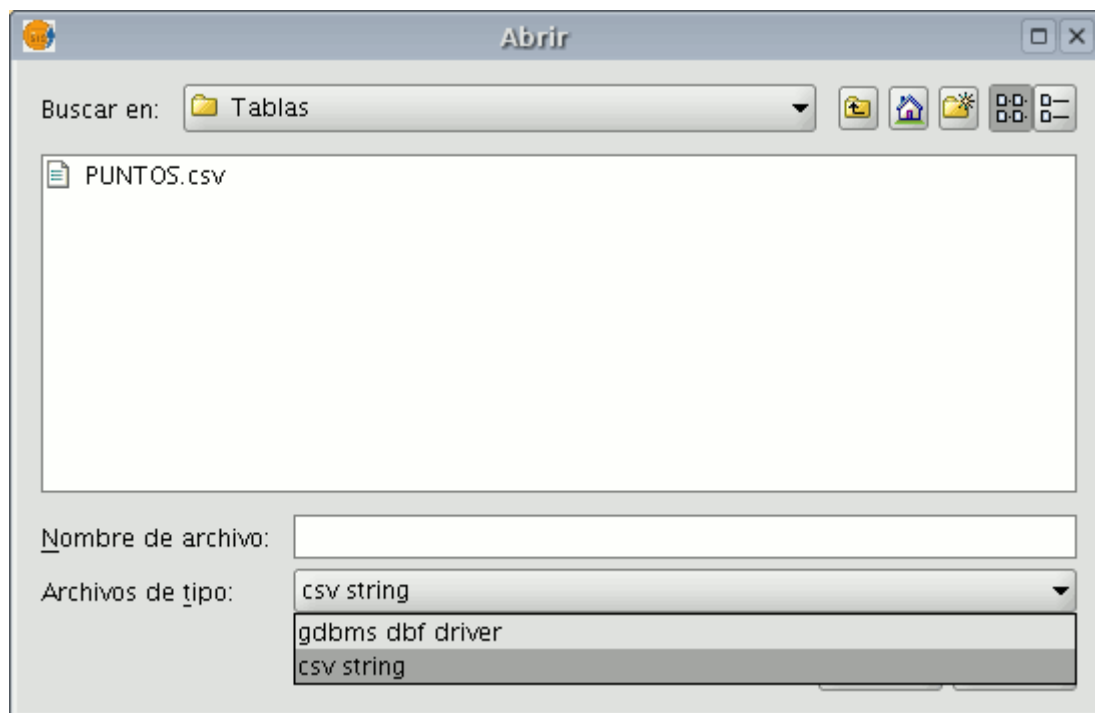 Abrir
Buscar en: Tablas
PUNTOS.csv
Nombre de archivo:
Archivos de tipo: csv string
gdbms dbf driver
csv string